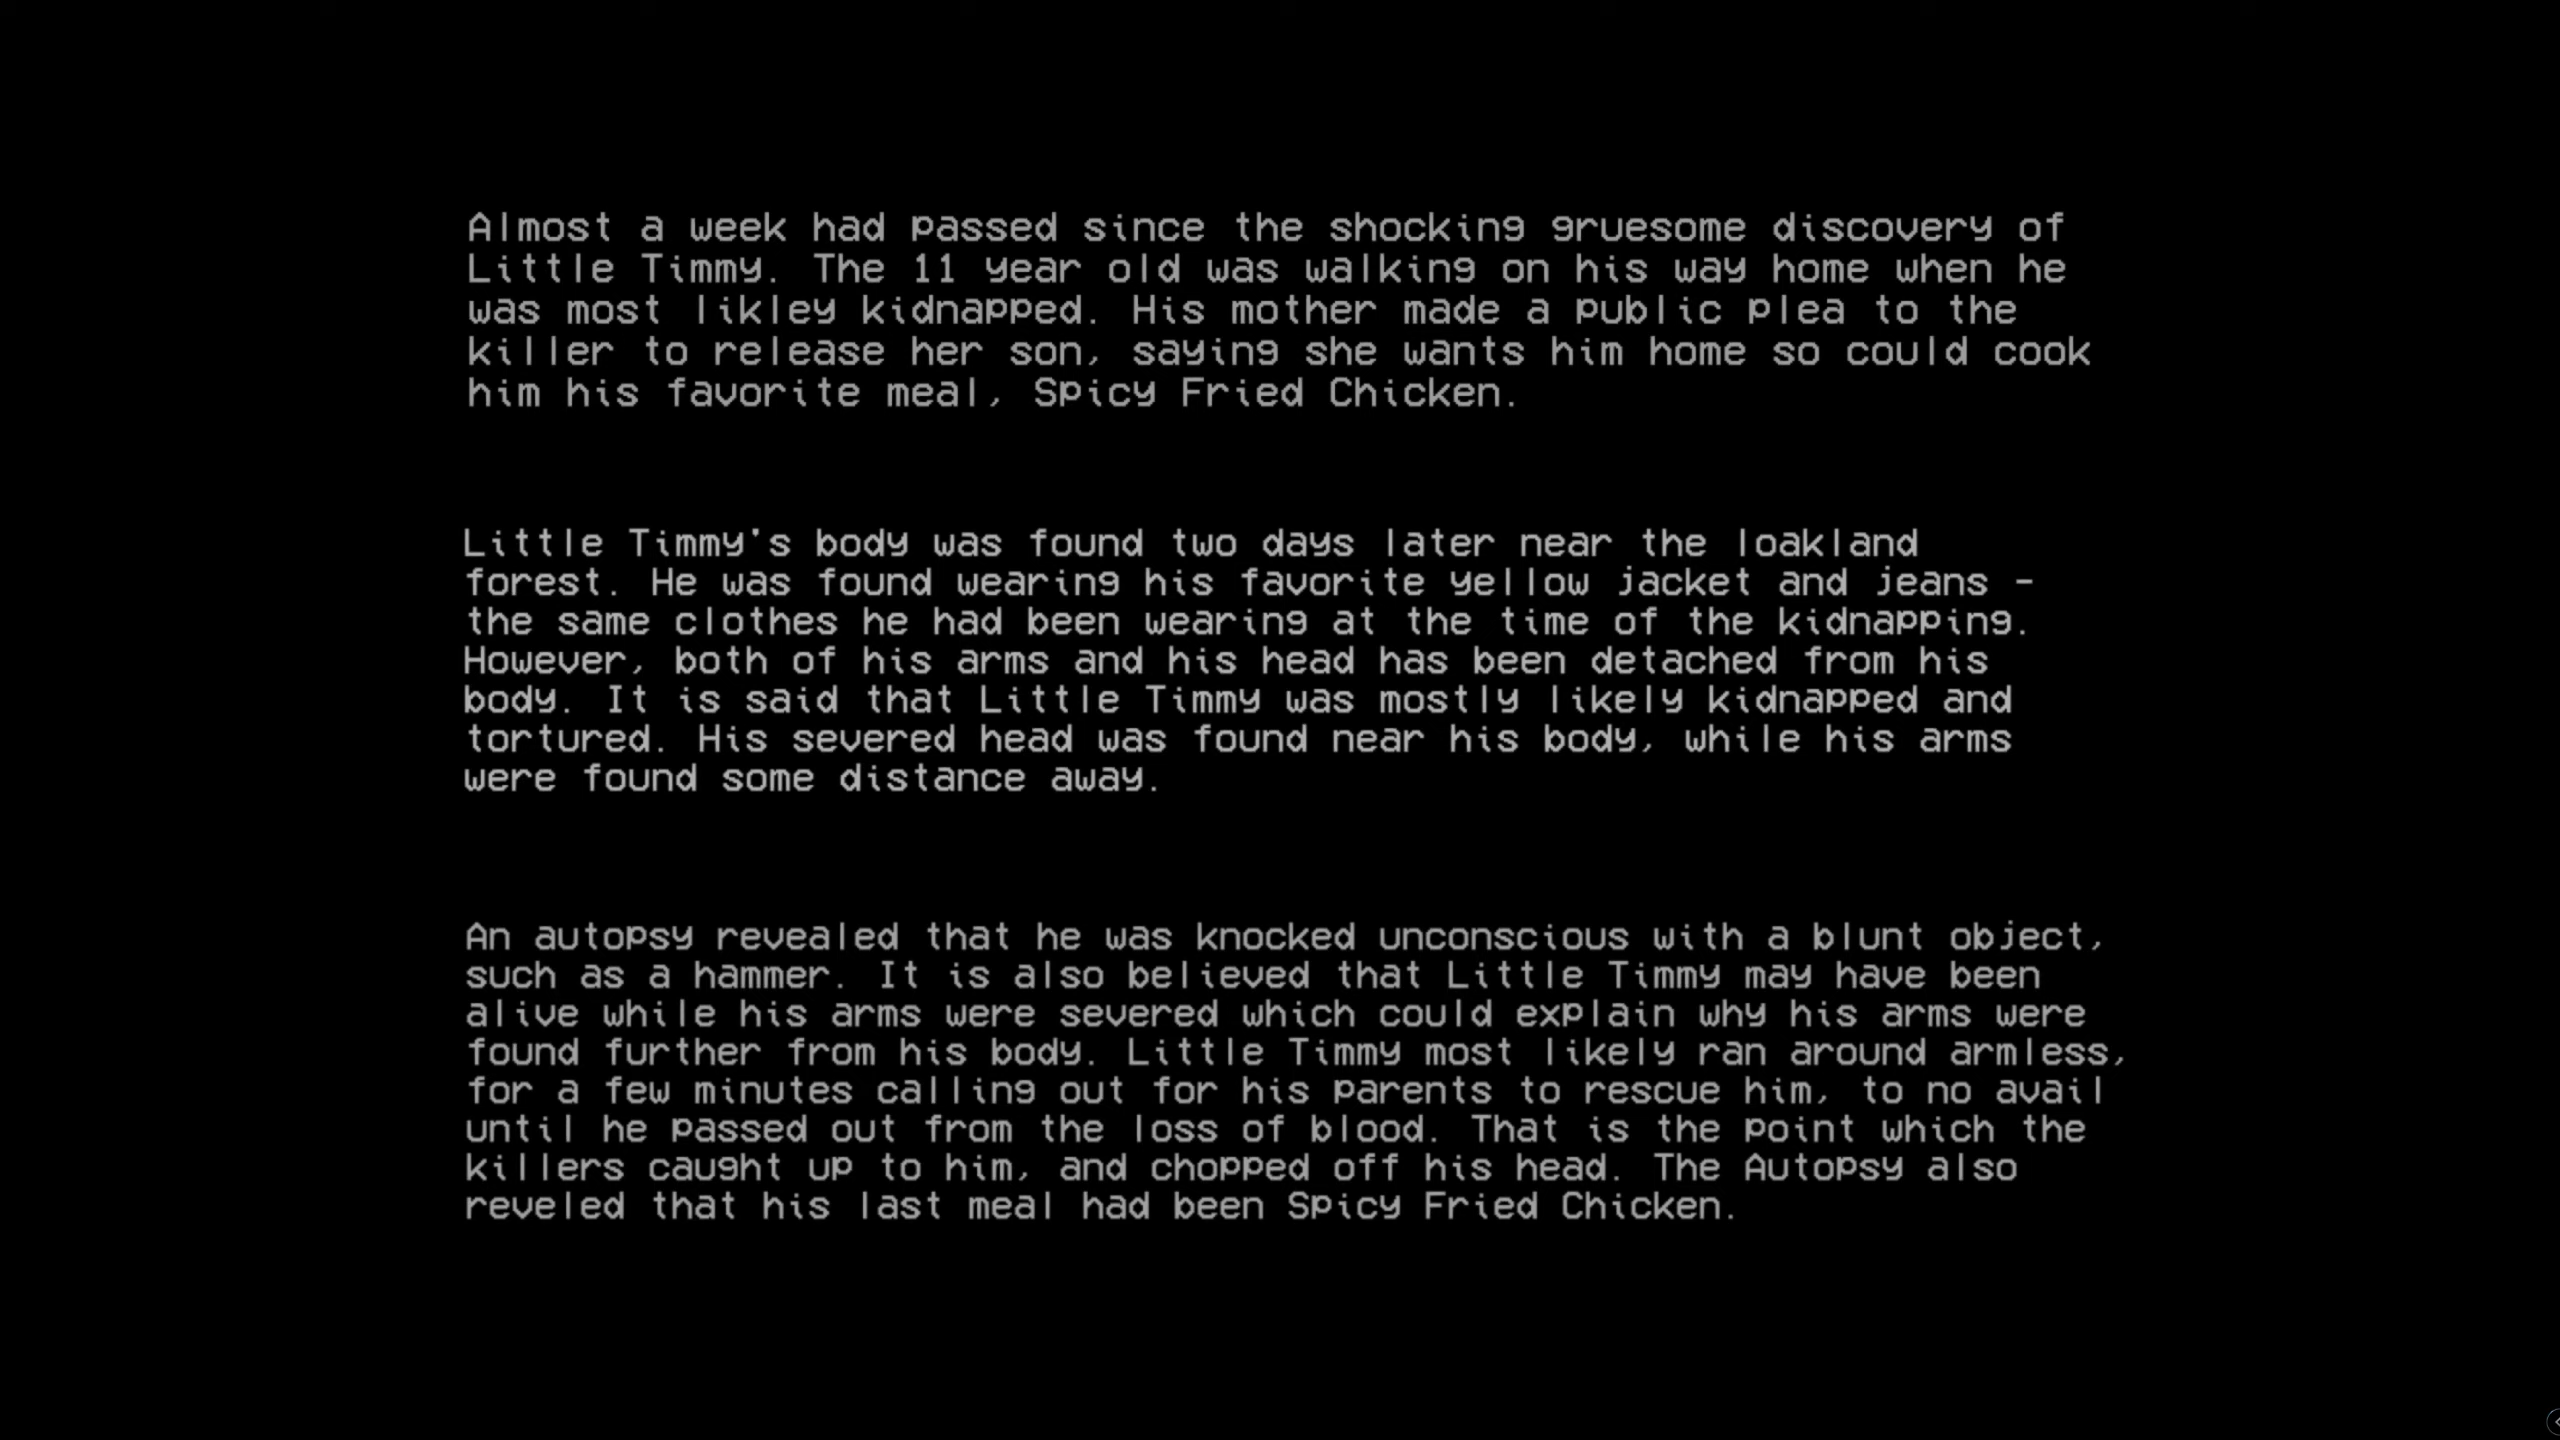 Almost a week had passed since the shocking gruesome discovery of
Little Timmy. The 11 year old was walking on his way home when he
was most likley kidnapped. His mother made a public plea to the
killer to release her son, saying she wants him home so could cook
him his favorite meal, Spicy Fried Chicken.
Little Timmy's body was found two days later near the loakland
forest. He was found wearing his favorite yellow jacket and jeans -
the same clothes he had been wearing at the time of the kidnapping.
However, both of his arms and his head has been detached from his
body. It is said that Little Timmy was mostly likely kidnapped and
tortured. His severed head was found near his body, while his arms
were found some distance away.
An autopsy revealed that he was knocked unconscious with a blunt object,
such as a hammer. It is also believed that Little Timmy may have been
alive while his arms were severed which could explain why his arms were
found further from his body. Little Timmy most likely ran around armless,
for a few minutes calling out for his parents to rescue him, to no avail
until he passed out from the loss of blood. That is the point which the
killers caught up to him, and chopped off his head. The Autopsy also
reveled that his last meal had been Spicy Fried Chicken.